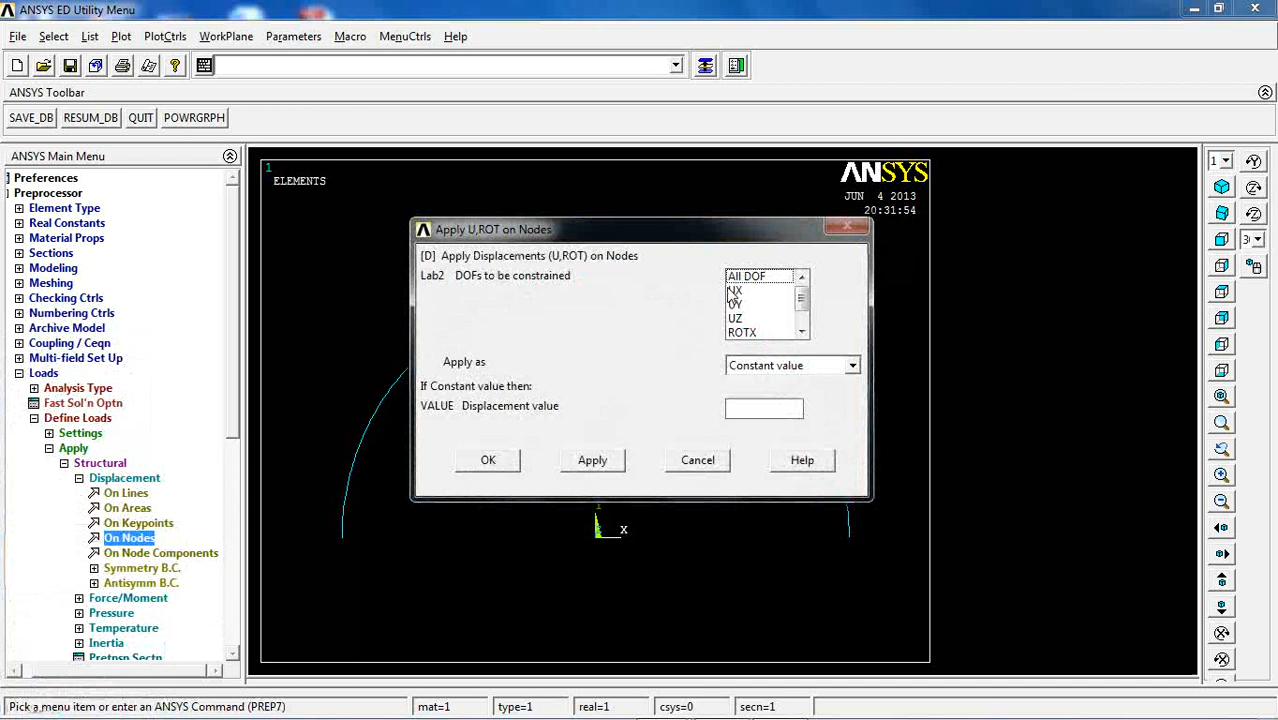 ANSYS ED Utility Menu
File Select List Plot PlotCtrls WorkPlane Parameters Macro MenuCtrls Help
ANSYS Toolbar
SAVE_DB RESUM_DB QUIT POWRGRPH
ANSYS Main Menu
Preferences
Preprocessor
Element Type
Real Constants
Material Props
Sections
Modeling
Meshing
Checking Ctrls
Numbering Ctrls
Archive Model
Coupling / Ceqn
Multi-field Set Up
Loads
Analysis Type
Fast Sol'n Optn
Define Loads
Settings
Apply
Structural
Displacement
On Lines
On Areas
On Keypoints
On Nodes
On Node Components
Symmetry B.C.
Antisymm B.C.
Force/Moment
Pressure
Temperature
Inertia
Pretnsn Sectn
1
ELEMENTS
ANSYS
JUN 4 2013
20:31:54
Apply U,ROT on Nodes
[D] Apply Displacements (U,ROT) on Nodes
Lab2 DOFs to be constrained
All DOF
UY
UZ
ROTX
Apply as
Constant value
If Constant value then:
VALUE Displacement value
OK Apply Cancel Help
1
X
1
Pick a menu item or enter an ANSYS Command (PREP7)
mat=1 type=1 real=1 csys=0 secn=1